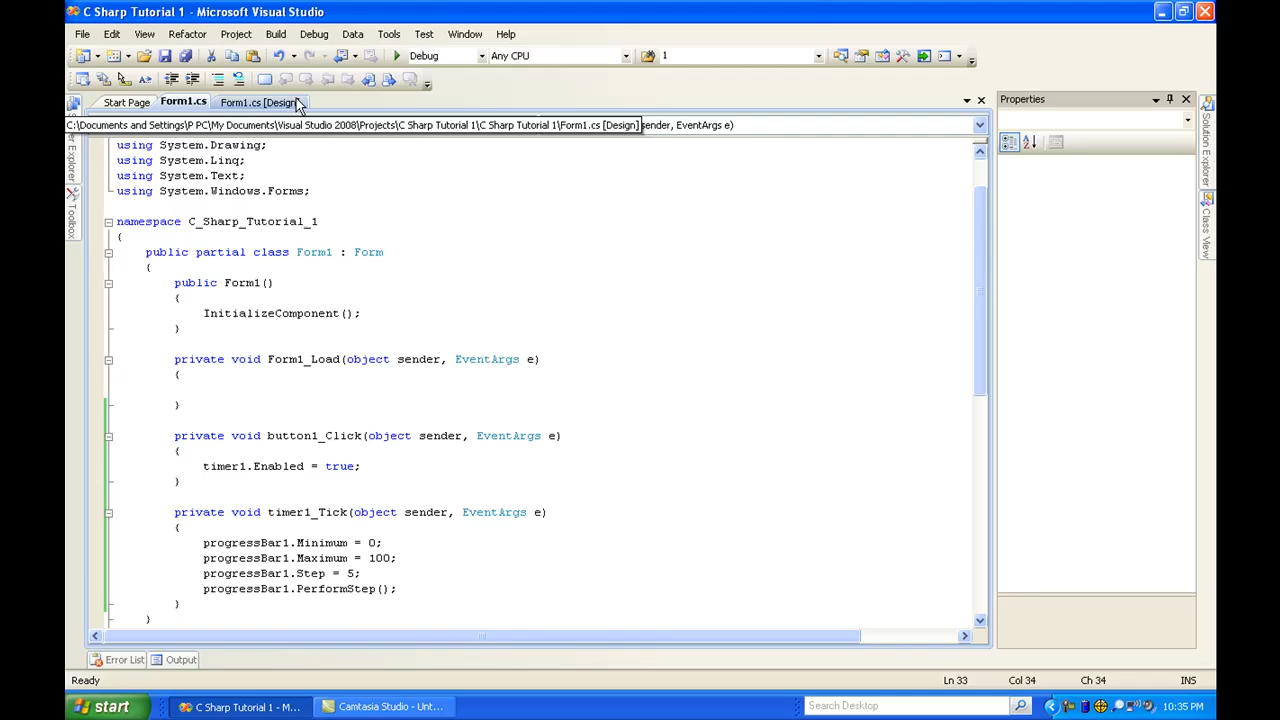 C Sharp Tutorial 1 - Microsoft Visual Studio
File Edit View Refactor Project Build Debug Data Tools Test Window Help
Debug Any CPU 1
Start Page Form1.cs Form1.cs [Design]
C:\Documents and Settings\P PC\My Documents\Visual Studio 2008\Projects\C Sharp Tutorial 1\C Sharp Tutorial 1\Form1.cs [Design] sender, EventArgs e)
using System.Drawing;
using System.Linq;
using System.Text;
using System.Windows.Forms;
namespace C_Sharp_Tutorial_1
{
public partial class Form1 : Form
{
public Form1()
{
InitializeComponent();
}
private void Form1_Load(object sender, EventArgs e)
{
}
private void button1_Click(object sender, EventArgs e)
{
timer1.Enabled = true;
}
private void timer1_Tick(object sender, EventArgs e)
{
progressBar1.Minimum = 0;
progressBar1.Maximum = 100;
progressBar1.Step = 5;
progressBar1.PerformStep();
}
}
Properties
Toolbox
Solution Explorer
Class View
Error List Output
Ready Ln 33 Col 34 Ch 34 INS
start C Sharp Tutorial 1 - M... Camtasia Studio - Unt... Search Desktop 10:35 PM